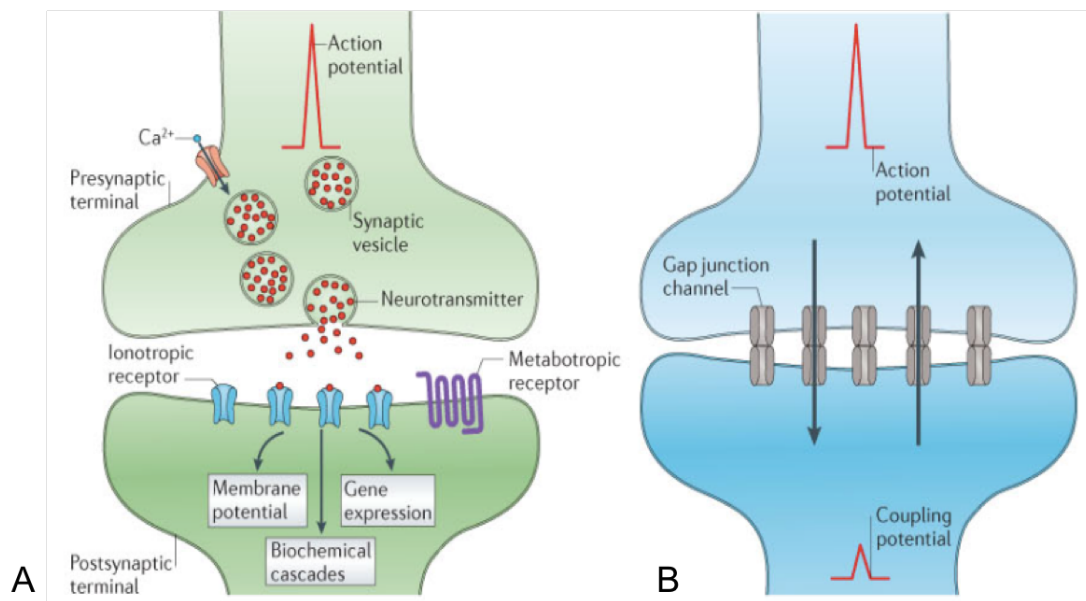 Action
potential
Ca²⁺
Presynaptic
terminal
Synaptic
vesicle
Neurotransmitter
Ionotropic
receptor
Metabotropic
receptor
Membrane
potential
Gene
expression
Biochemical
cascades
Postsynaptic
terminal
A
Action
potential
Gap junction
channel
Coupling
potential
B